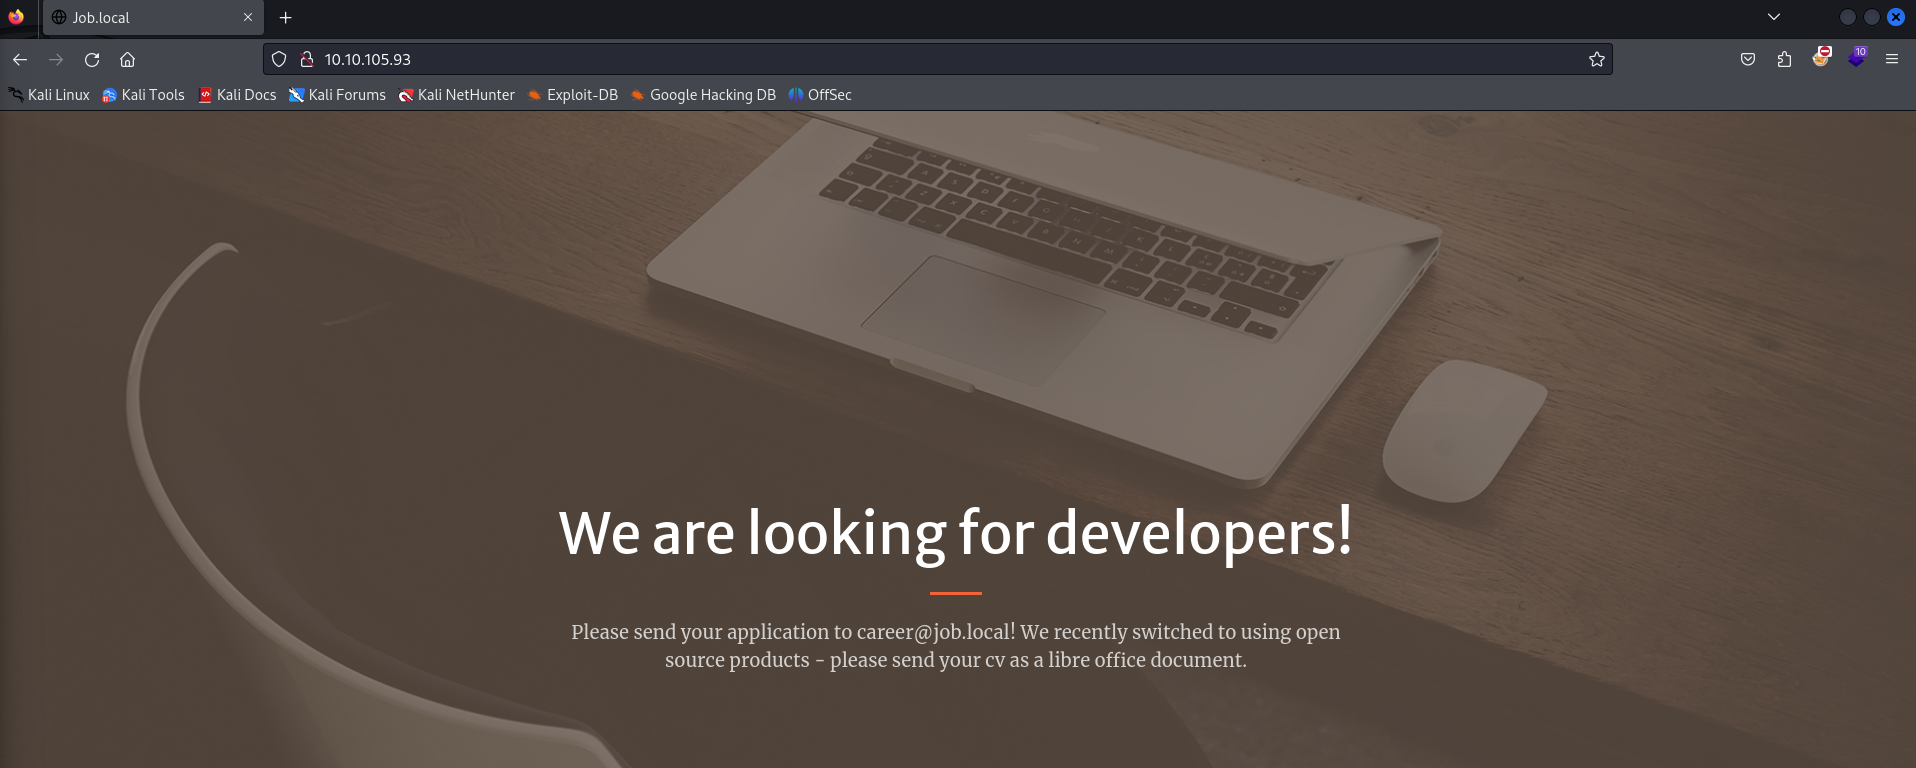 Job.local
10.10.105.93
10
Kali Linux Kali Tools Kali Docs Kali Forums Kali NetHunter Exploit-DB Google Hacking DB OffSec
We are looking for developers!
Please send your application to career@job.local! We recently switched to using open
source products - please send your cv as a libre office document.